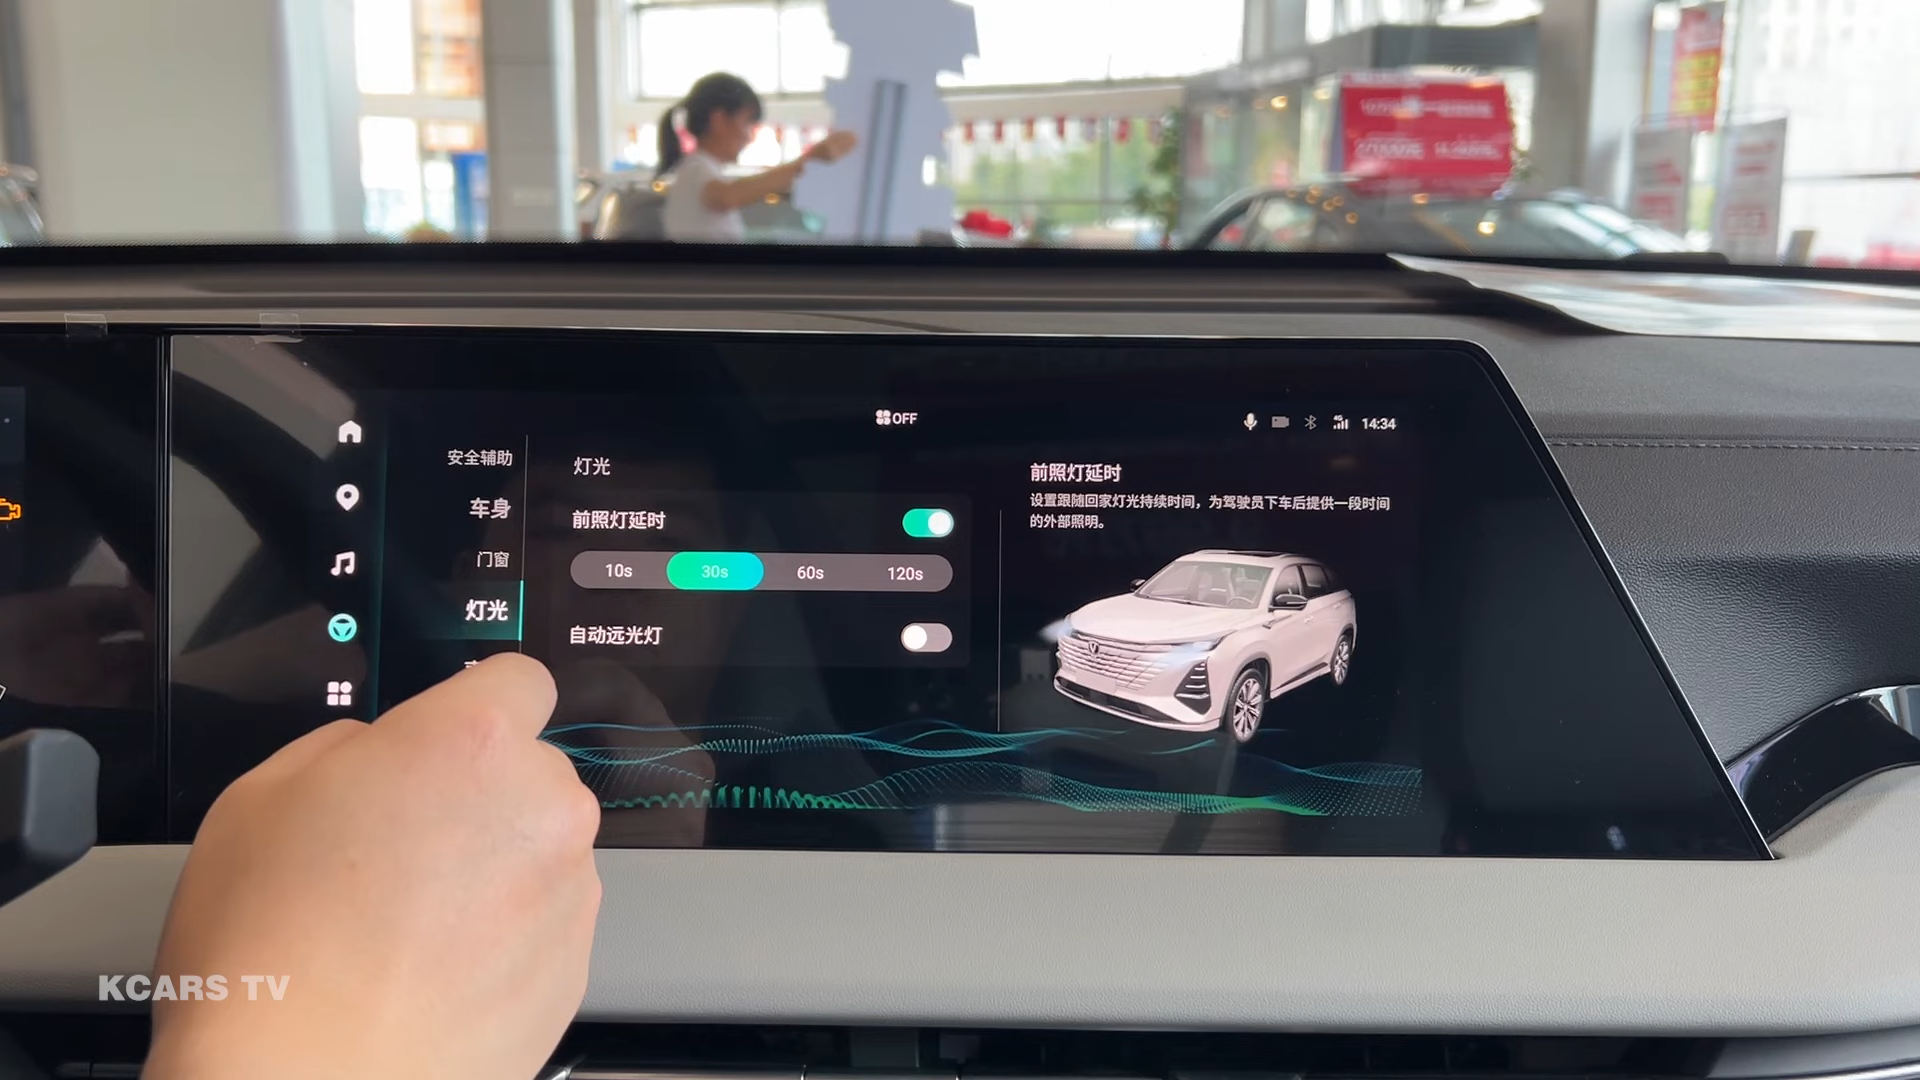 OFF
4G
14:34
安全辅助
车身
门窗
灯光
灯光
前照灯延时
10s
30s
60s
120s
自动远光灯
前照灯延时
设置跟随回家灯光持续时间，为驾驶员下车后提供一段时间
的外部照明。
KCARS TV